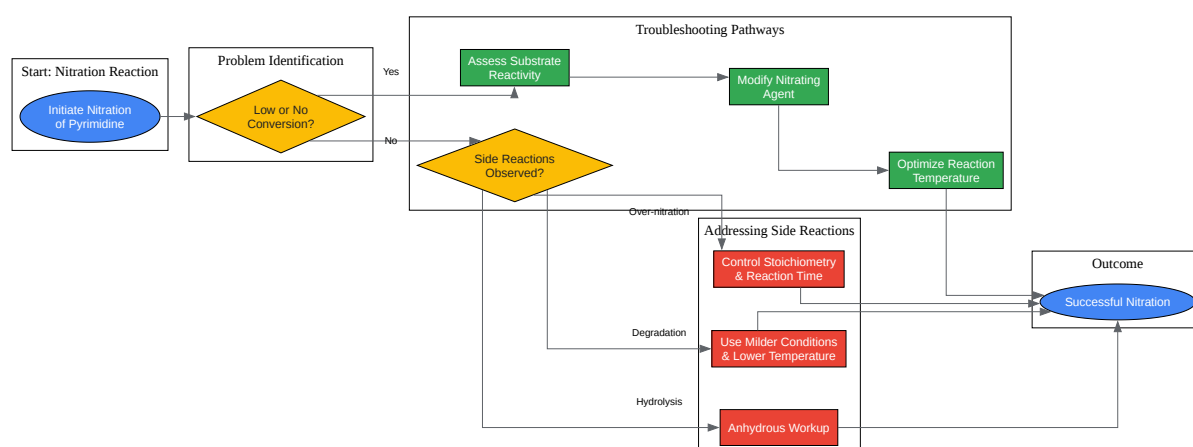 Troubleshooting Pathways
Start: Nitration Reaction
Problem Identification
Initiate Nitration
of Pyrimidine
Low or No
Conversion?
Yes
No
Assess Substrate
Reactivity
Modify Nitrating
Agent
Side Reactions
Observed?
Optimize Reaction
Temperature
Over-nitration
Addressing Side Reactions
Control Stoichiometry
& Reaction Time
Degradation
Use Milder Conditions
& Lower Temperature
Hydrolysis
Anhydrous Workup
Outcome
Successful Nitration